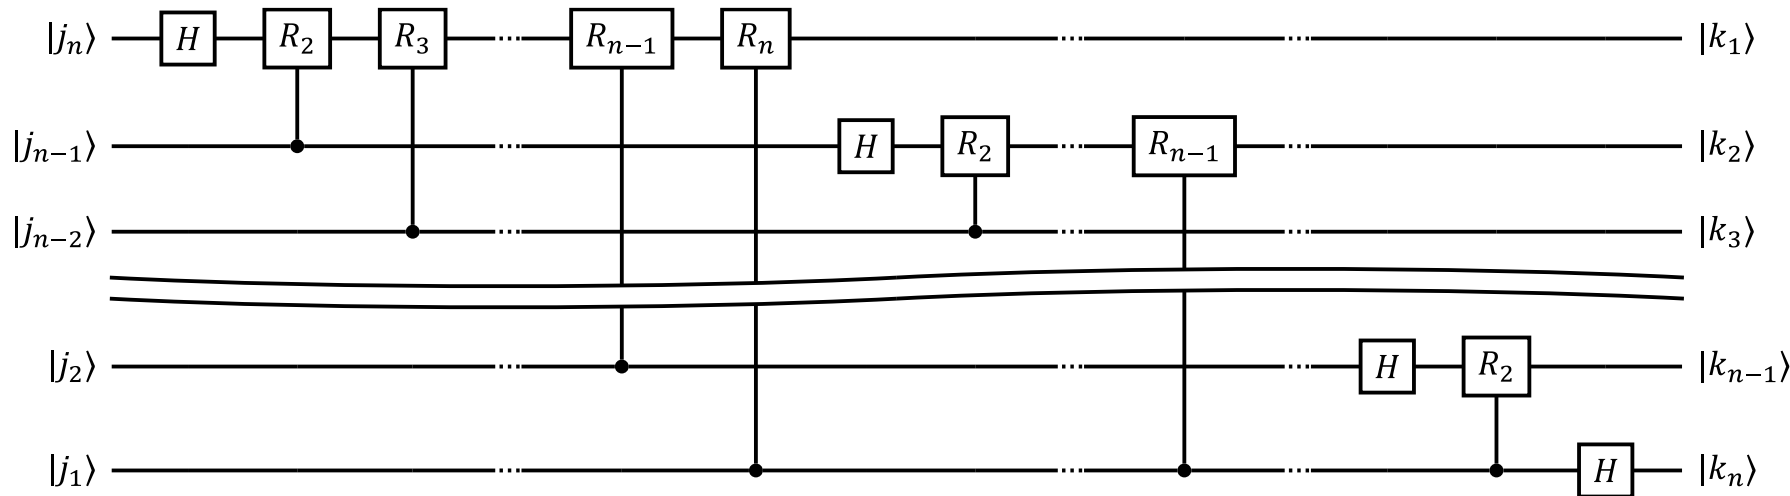 |j_n⟩ H R_2 R_3 R_{n−1} R_n |k_1⟩
|j_{n−1}⟩ H R_2 R_{n−1} |k_2⟩
|j_{n−2}⟩ |k_3⟩
|j_2⟩ H R_2 |k_{n−1}⟩
|j_1⟩ H |k_n⟩